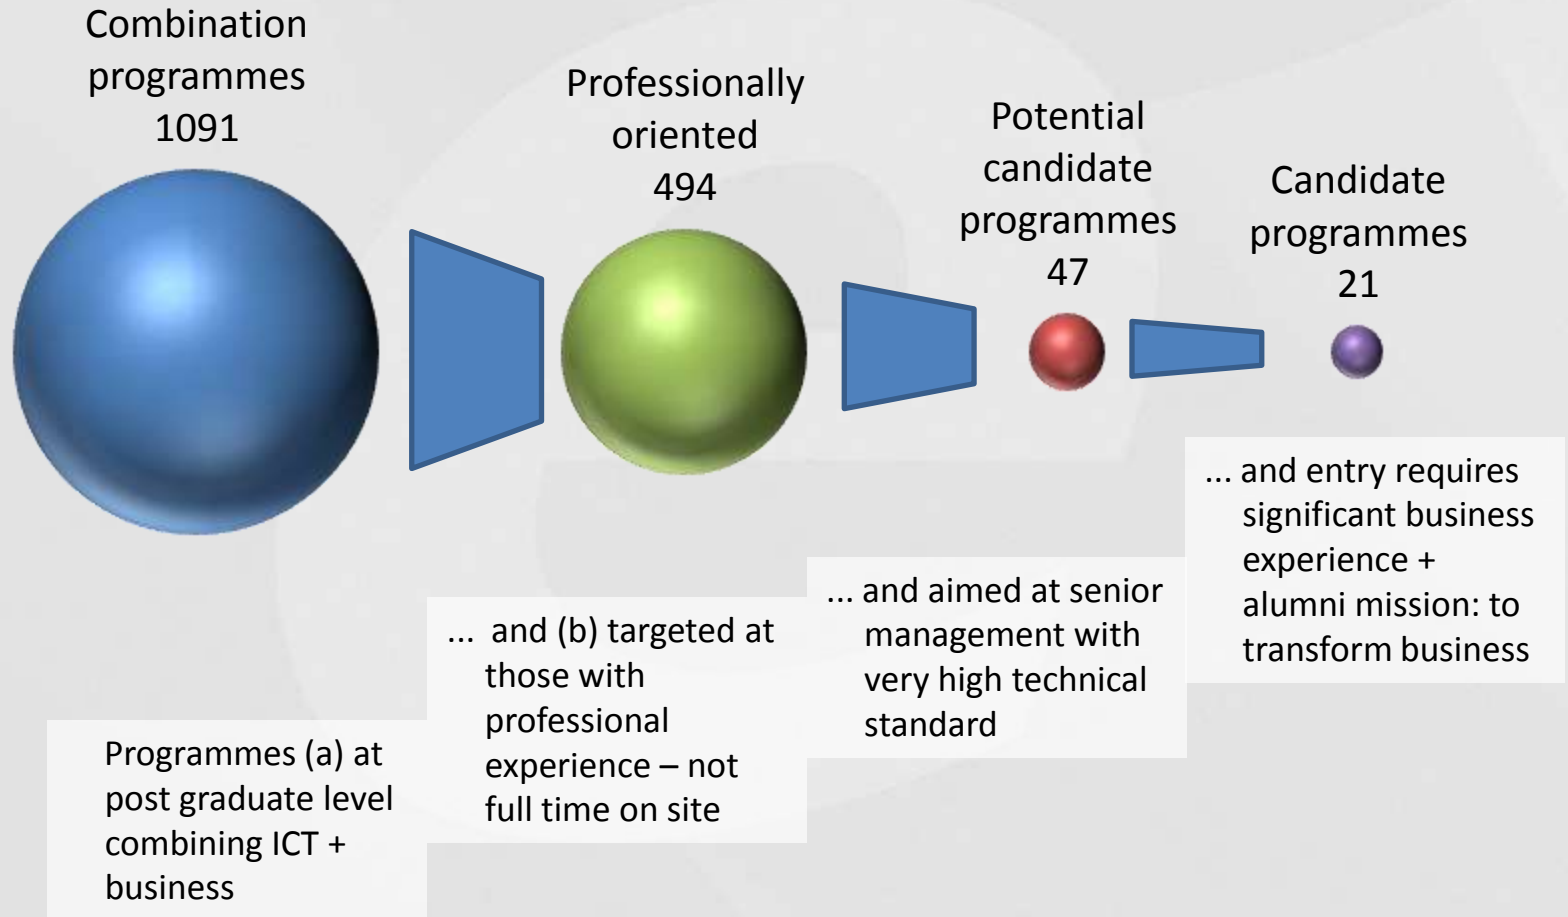 Combination
programmes
1091
Professionally
oriented
494
Potential
candidate
programmes
47
Candidate
programmes
21
Programmes (a) at
post graduate level
combining ICT +
business
... and (b) targeted at
those with
professional
experience – not
full time on site
... and aimed at senior
management with
very high technical
standard
... and entry requires
significant business
experience +
alumni mission: to
transform business